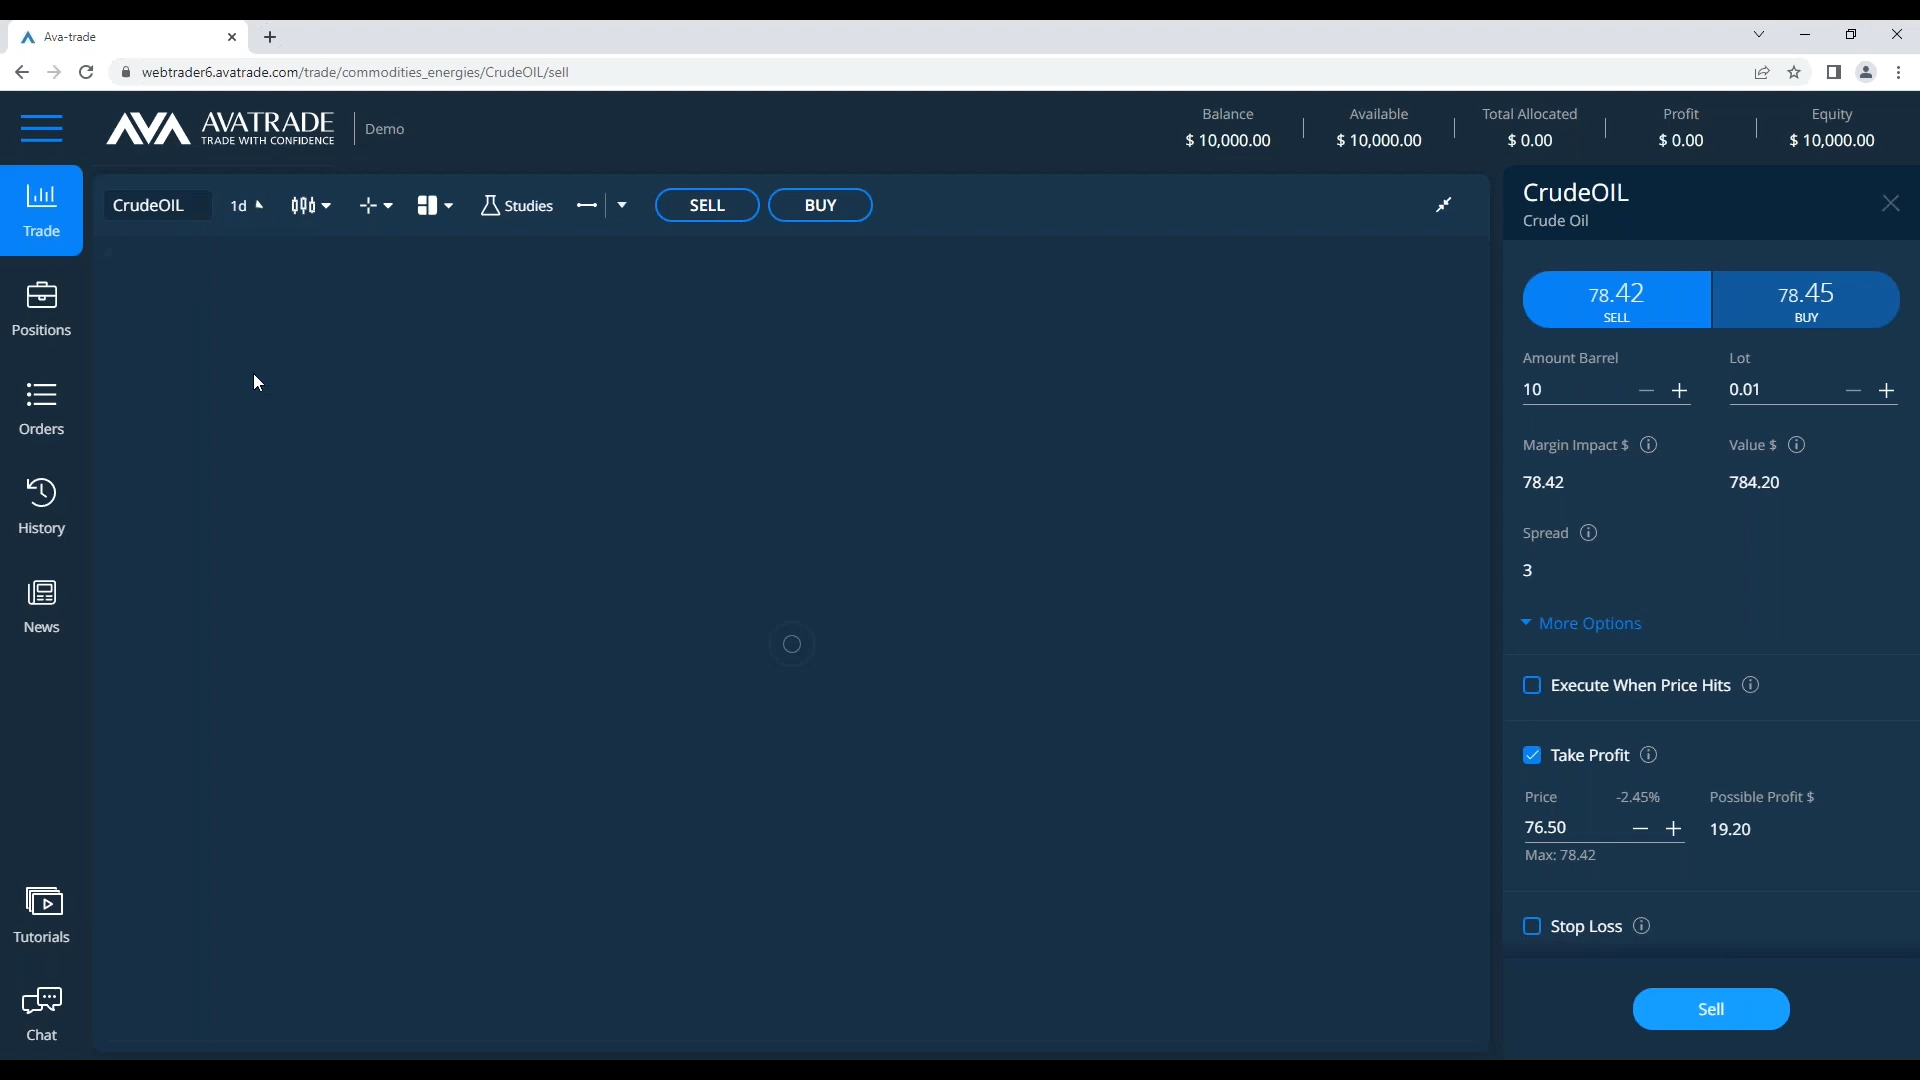 Ava-trade
webtrader6.avatrade.com/trade/commodities_energies/CrudeOIL/sell
AVA AVATRADE
TRADE WITH CONFIDENCE
Demo
Balance
$ 10,000.00
Available
$ 10,000.00
Total Allocated
$ 0.00
Profit
$ 0.00
Equity
$ 10,000.00
Trade
Positions
Orders
History
News
Tutorials
Chat
CrudeOIL 1d Studies SELL BUY
CrudeOIL
Crude Oil
78.42
SELL
78.45
BUY
Amount Barrel Lot
10 0.01
Margin Impact $ Value $
78.42 784.20
Spread
3
More Options
Execute When Price Hits
Take Profit
Price -2.45% Possible Profit $
76.50 19.20
Max: 78.42
Stop Loss
Sell